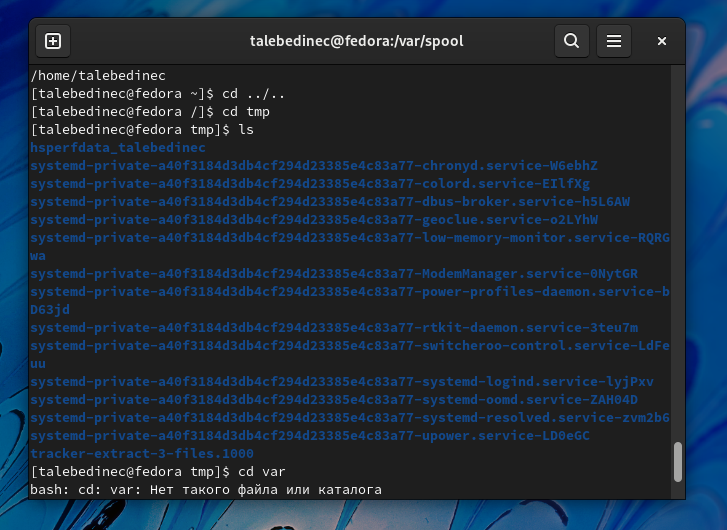 talebedinec@fedora:/var/spool
/home/talebedinec
[talebedinec@fedora ~]$ cd ../..
[talebedinec@fedora /]$ cd tmp
[talebedinec@fedora tmp]$ ls
hsperfdata_talebedinec
systemd-private-a40f3184d3db4cf294d23385e4c83a77-chronyd.service-W6ebhZ
systemd-private-a40f3184d3db4cf294d23385e4c83a77-colord.service-EIlfXg
systemd-private-a40f3184d3db4cf294d23385e4c83a77-dbus-broker.service-h5L6AW
systemd-private-a40f3184d3db4cf294d23385e4c83a77-geoclue.service-o2LYhW
systemd-private-a40f3184d3db4cf294d23385e4c83a77-low-memory-monitor.service-RQRG
wa
systemd-private-a40f3184d3db4cf294d23385e4c83a77-ModemManager.service-0NytGR
systemd-private-a40f3184d3db4cf294d23385e4c83a77-power-profiles-daemon.service-b
D63jd
systemd-private-a40f3184d3db4cf294d23385e4c83a77-rtkit-daemon.service-3teu7m
systemd-private-a40f3184d3db4cf294d23385e4c83a77-switcheroo-control.service-LdFe
uu
systemd-private-a40f3184d3db4cf294d23385e4c83a77-systemd-logind.service-lyjPxv
systemd-private-a40f3184d3db4cf294d23385e4c83a77-systemd-oomd.service-ZAH04D
systemd-private-a40f3184d3db4cf294d23385e4c83a77-systemd-resolved.service-zvm2b6
systemd-private-a40f3184d3db4cf294d23385e4c83a77-upower.service-LD0eGC
tracker-extract-3-files.1000
[talebedinec@fedora tmp]$ cd var
bash: cd: var: Нет такого файла или каталога